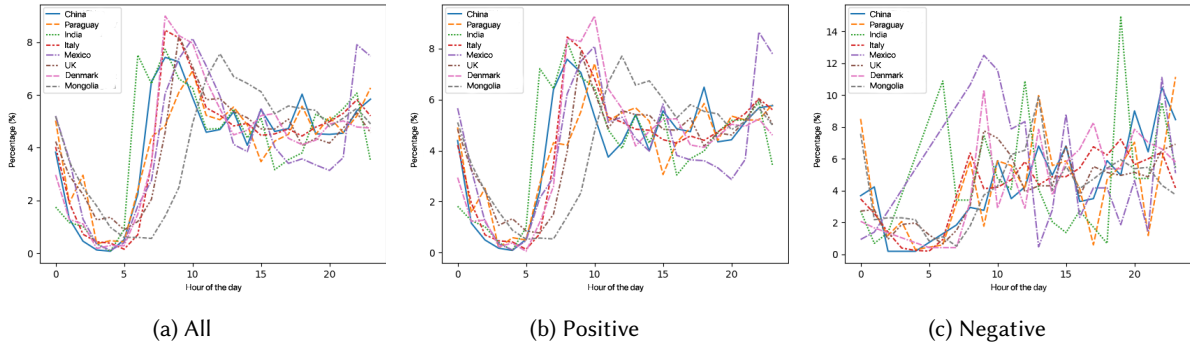 China
Paraguay
India
Italy
Mexico
UK
Denmark
Mongolia
Percentage (%)
8
6
4
2
0
0 5 10 15 20
Hour of the day
(a) All
China
Paraguay
India
Italy
Mexico
UK
Denmark
Mongolia
Percentage (%)
8
6
4
2
0
0 5 10 15 20
Hour of the day
(b) Positive
China
Paraguay
India
Italy
Mexico
UK
Denmark
Mongolia
Percentage (%)
14
12
10
8
6
4
2
0
0 5 10 15 20
Hour of the day
(c) Negative